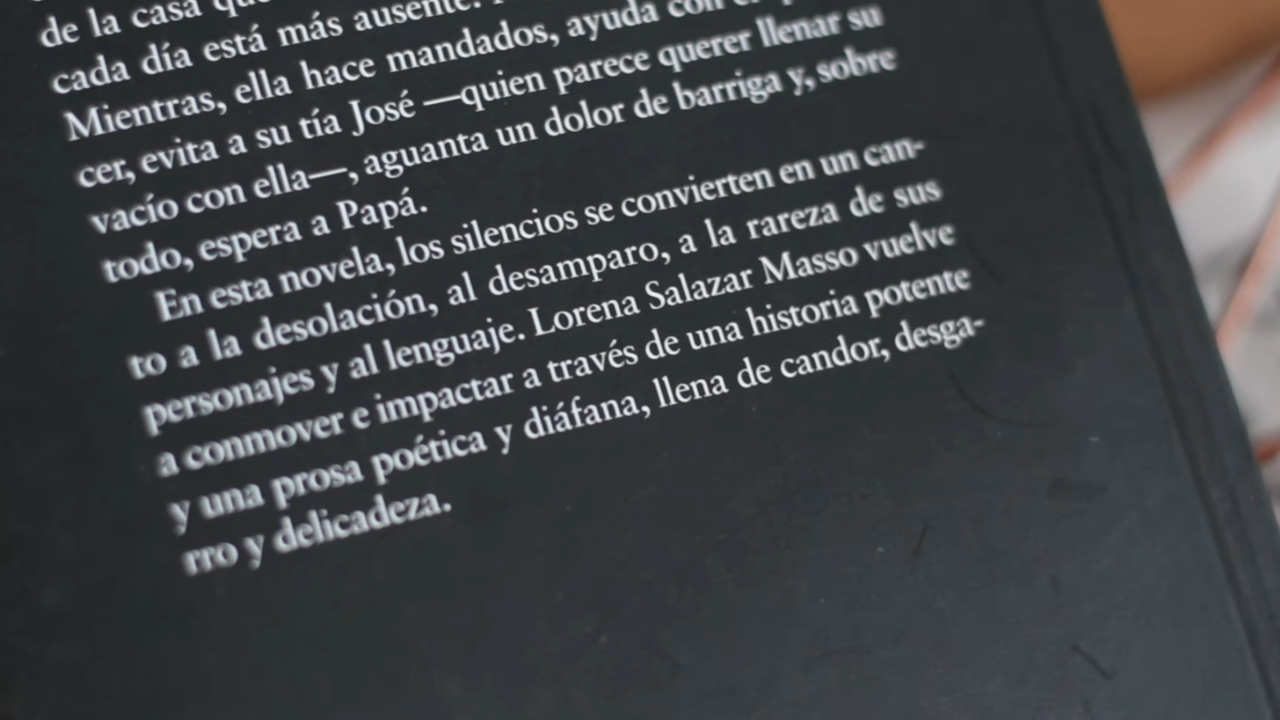 de la casa que
cada día está más ausente.
Mientras, ella hace mandados, ayuda con
cer, evita a su tía José —quien parece querer llenar su
vacío con ella—, aguanta un dolor de barriga y, sobre
todo, espera a Papá.
En esta novela, los silencios se convierten en un can-
to a la desolación, al desamparo, a la rareza de sus
personajes y al lenguaje. Lorena Salazar Masso vuelve
a conmover e impactar a través de una historia potente
y una prosa poética y diáfana, llena de candor, desga-
rro y delicadeza.